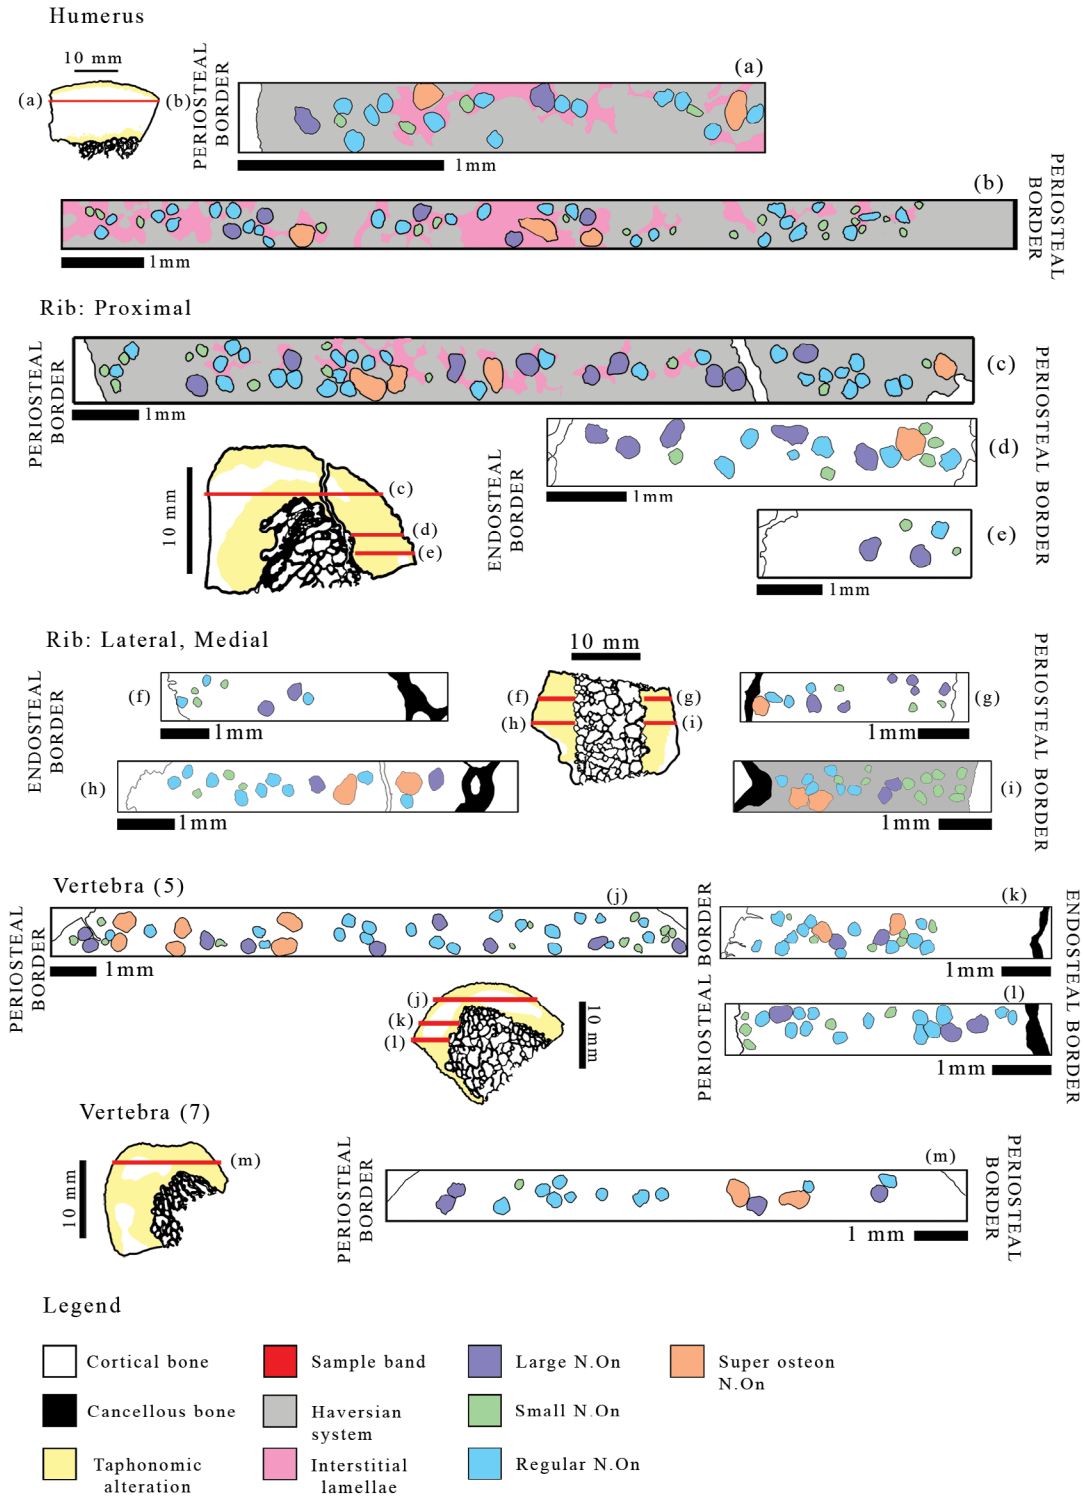 Humerus
10 mm
(a)
(b)
PERIOSTEAL
BORDER
(a)
1mm
(b)
PERIOSTEAL
BORDER
1mm
Rib: Proximal
PERIOSTEAL
BORDER
(c)
1mm
PERIOSTEAL BORDER
(d)
1mm
10 mm
(c)
(d)
(e)
ENDOSTEAL
BORDER
(e)
1mm
Rib: Lateral, Medial
10 mm
ENDOSTEAL
BORDER
(f)
1mm
(f)
(g)
(h)
(i)
(g)
1mm
PERIOSTEAL BORDER
(h)
1mm
(i)
1mm
Vertebra (5)
PERIOSTEAL
BORDER
(j)
1mm
PERIOSTEAL BORDER
(k)
1mm
ENDOSTEAL BORDER
(j)
(k)
(l)
10 mm
(l)
1mm
Vertebra (7)
10 mm
(m)
PERIOSTEAL
BORDER
(m)
1 mm
PERIOSTEAL
BORDER
Legend
Cortical bone
Sample band
Large N.On
Super osteon
N.On
Cancellous bone
Haversian
system
Small N.On
Taphonomic
alteration
Interstitial
lamellae
Regular N.On